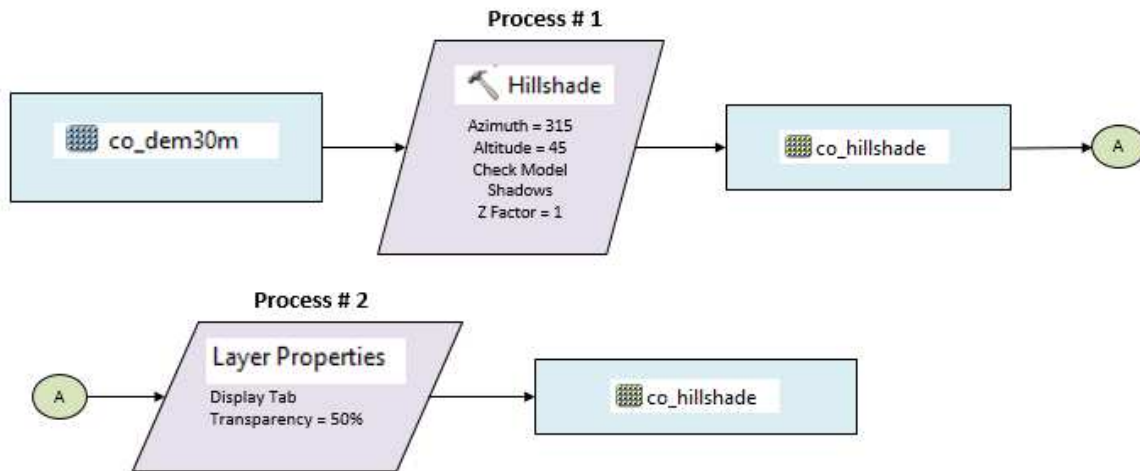 Process # 1
Hillshade
co_dem30m
Azimuth = 315
Altitude = 45
Check Model
Shadows
Z Factor = 1
co_hillshade
A
Process # 2
A
Layer Properties
Display Tab
Transparency = 50%
co_hillshade